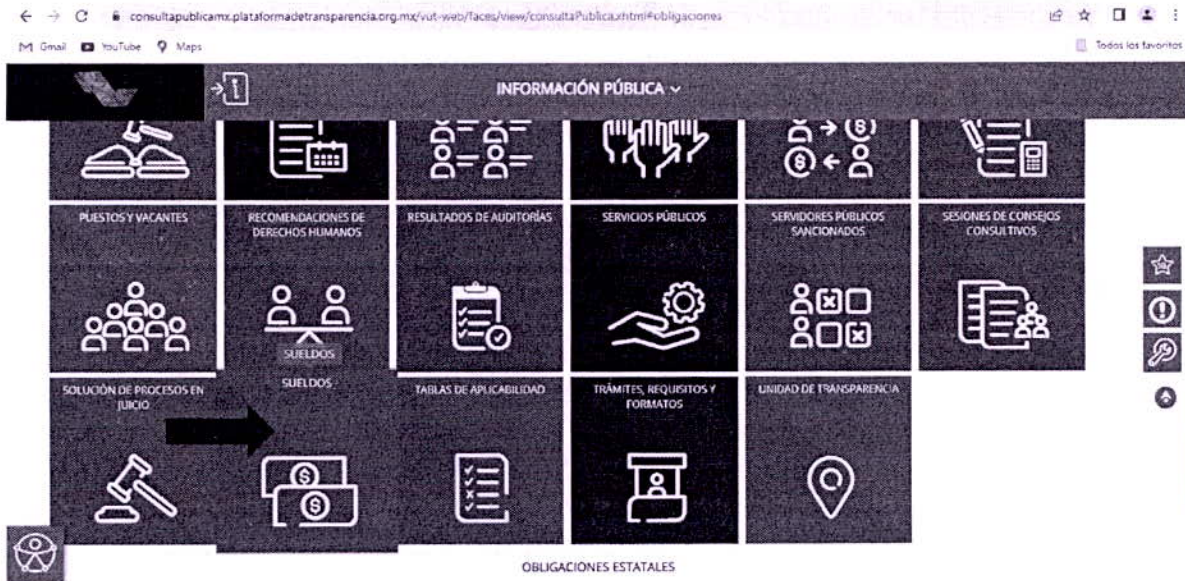 consultapublicamx.plataformadetransparencia.org.mx/vut-web/faces/view/consultaPublica.xhtml#obligaciones
Gmail YouTube Maps Todos los favoritos
INFORMACIÓN PÚBLICA
PUESTOS Y VACANTES
RECOMENDACIONES DE
DERECHOS HUMANOS
RESULTADOS DE AUDITORÍAS
SERVICIOS PÚBLICOS
SERVIDORES PÚBLICOS
SANCIONADOS
SESIONES DE CONSEJOS
CONSULTIVOS
SUELDOS
SOLUCIÓN DE PROCESOS EN
JUICIO
SUELDOS
TABLAS DE APLICABILIDAD
TRÁMITES, REQUISITOS Y
FORMATOS
UNIDAD DE TRANSPARENCIA
OBLIGACIONES ESTATALES